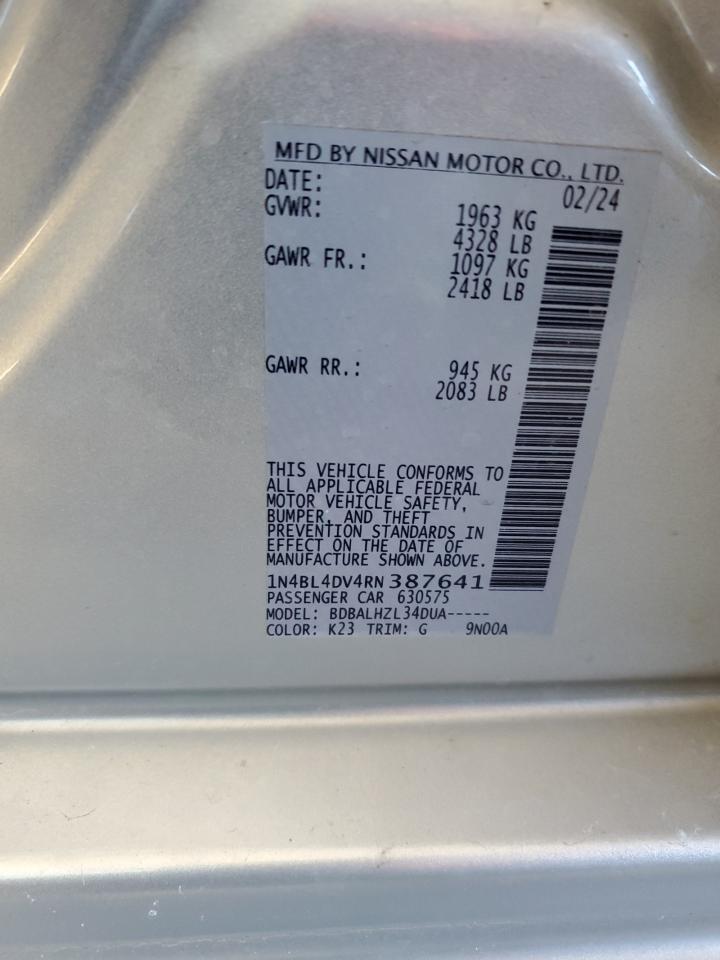 MFD BY NISSAN MOTOR CO., LTD.
DATE: 02/24
GVWR: 1963 KG
4328 LB
GAWR FR.: 1097 KG
2418 LB
GAWR RR.: 945 KG
2083 LB
THIS VEHICLE CONFORMS TO
ALL APPLICABLE FEDERAL
MOTOR VEHICLE SAFETY,
BUMPER, AND THEFT
PREVENTION STANDARDS IN
EFFECT ON THE DATE OF
MANUFACTURE SHOWN ABOVE.
1N4BL4DV4RN387641
PASSENGER CAR 630575
MODEL: BDBALHZL34DUA-----
COLOR: K23 TRIM: G 9N00A